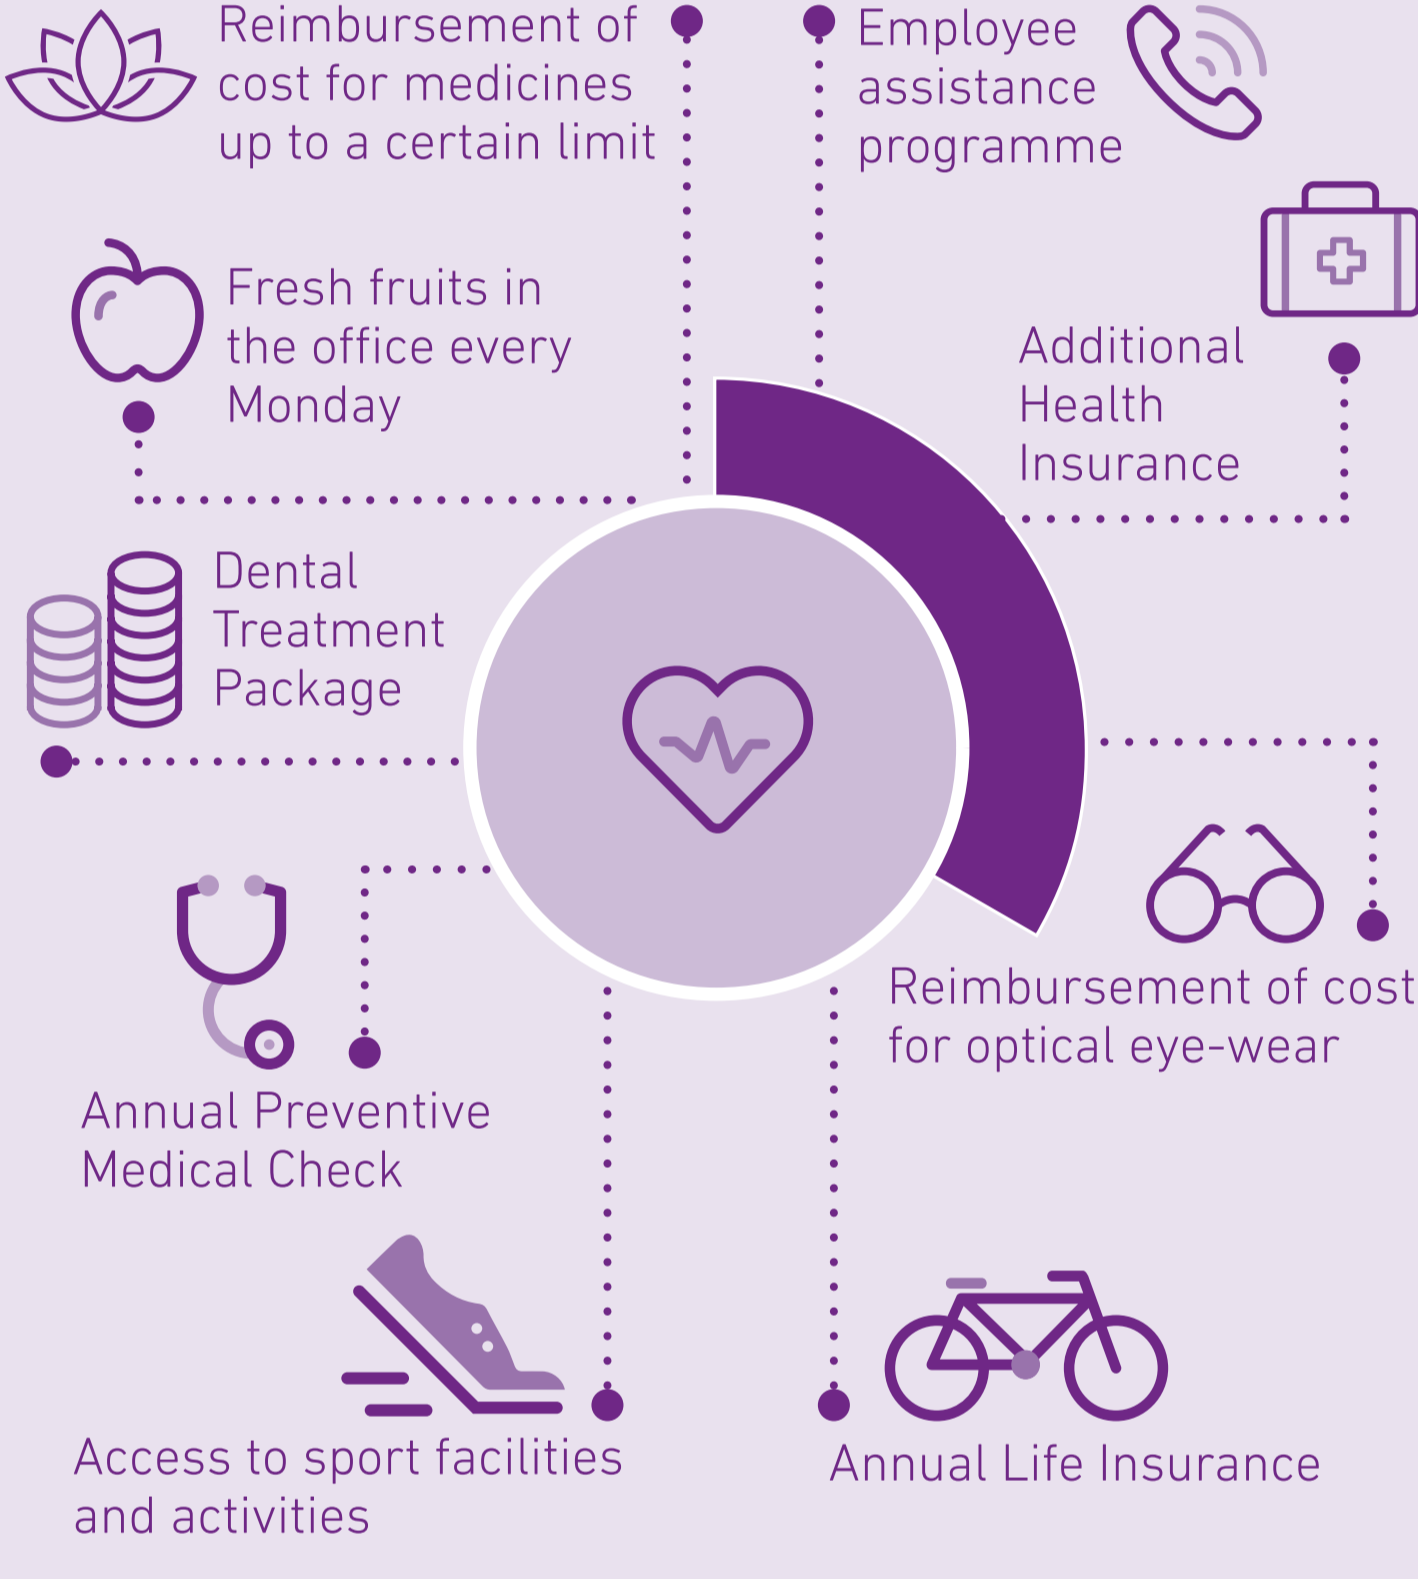 Reimbursement of
cost for medicines
up to a certain limit
Employee
assistance
programme
Fresh fruits in
the office every
Monday
Additional
Health
Insurance
Dental
Treatment
Package
Reimbursement of cost
for optical eye-wear
Annual Preventive
Medical Check
Access to sport facilities
and activities
Annual Life Insurance